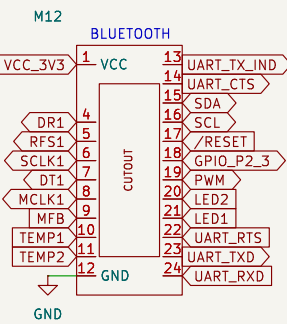 M12
BLUETOOTH
VCC_3V3 1 VCC 13 UART_TX_IND
14 UART_CTS
15 SDA
DR1 4 16 SCL
RFS1 5 17 /RESET
SCLK1 6 18 GPIO_P2_3
DT1 7 19 PWM
MCLK1 8 20 LED2
MFB 9 21 LED1
TEMP1 10 22 UART_RTS
TEMP2 11 23 UART_TXD
12 GND 24 UART_RXD
CUTOUT
GND